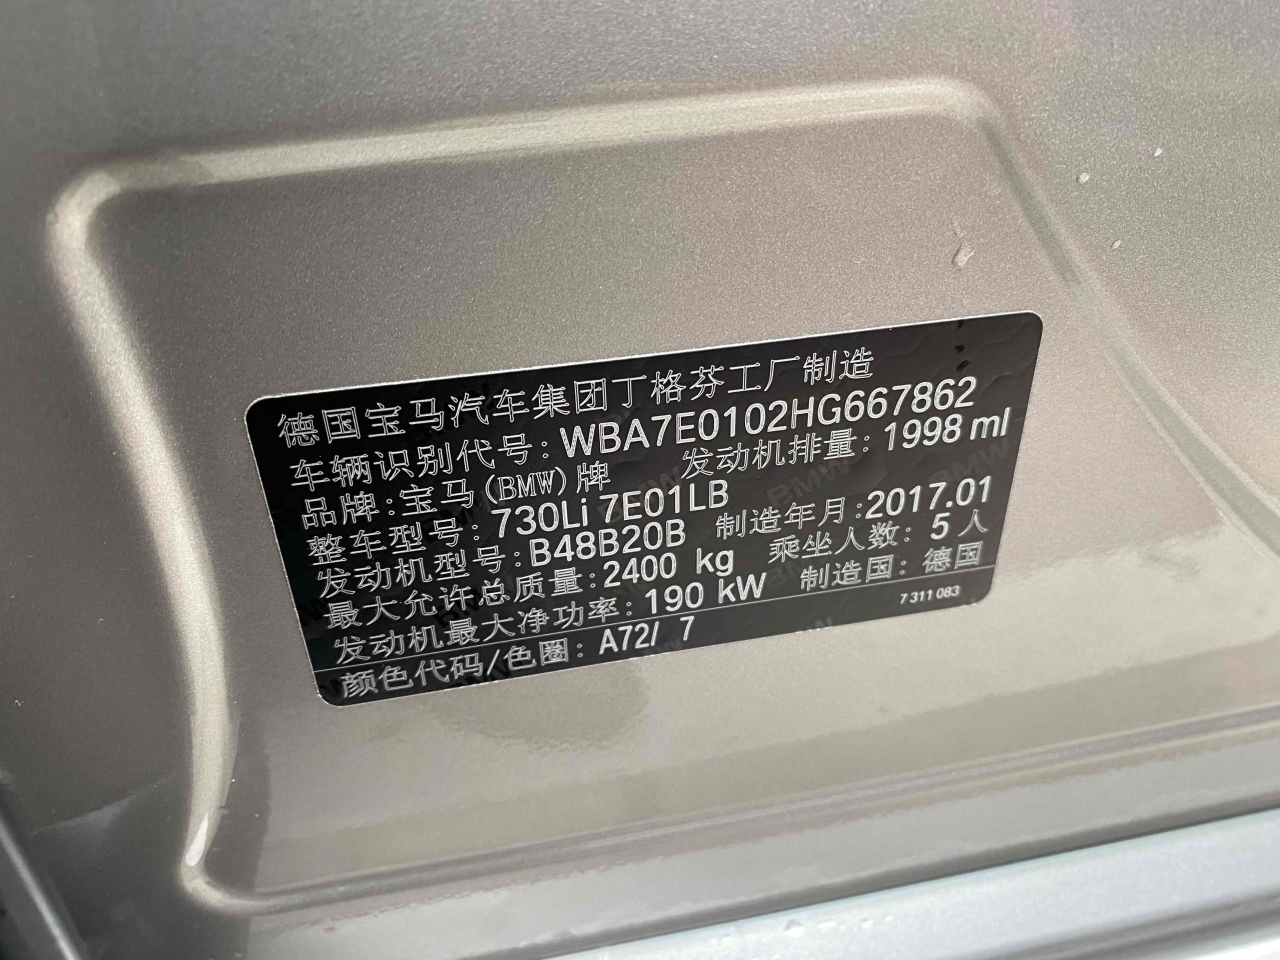 德国宝马汽车集团丁格芬工厂制造
车辆识别代号: WBA7E0102HG667862
品牌: 宝马(BMW)牌 发动机排量: 1998 ml
整车型号: 730Li 7E01LB
发动机型号: B48B20B 制造年月: 2017.01
最大允许总质量: 2400 kg 乘坐人数: 5 人
发动机最大净功率: 190 kW 制造国: 德国
颜色代码/色圈: A72/ 7 7 311 083